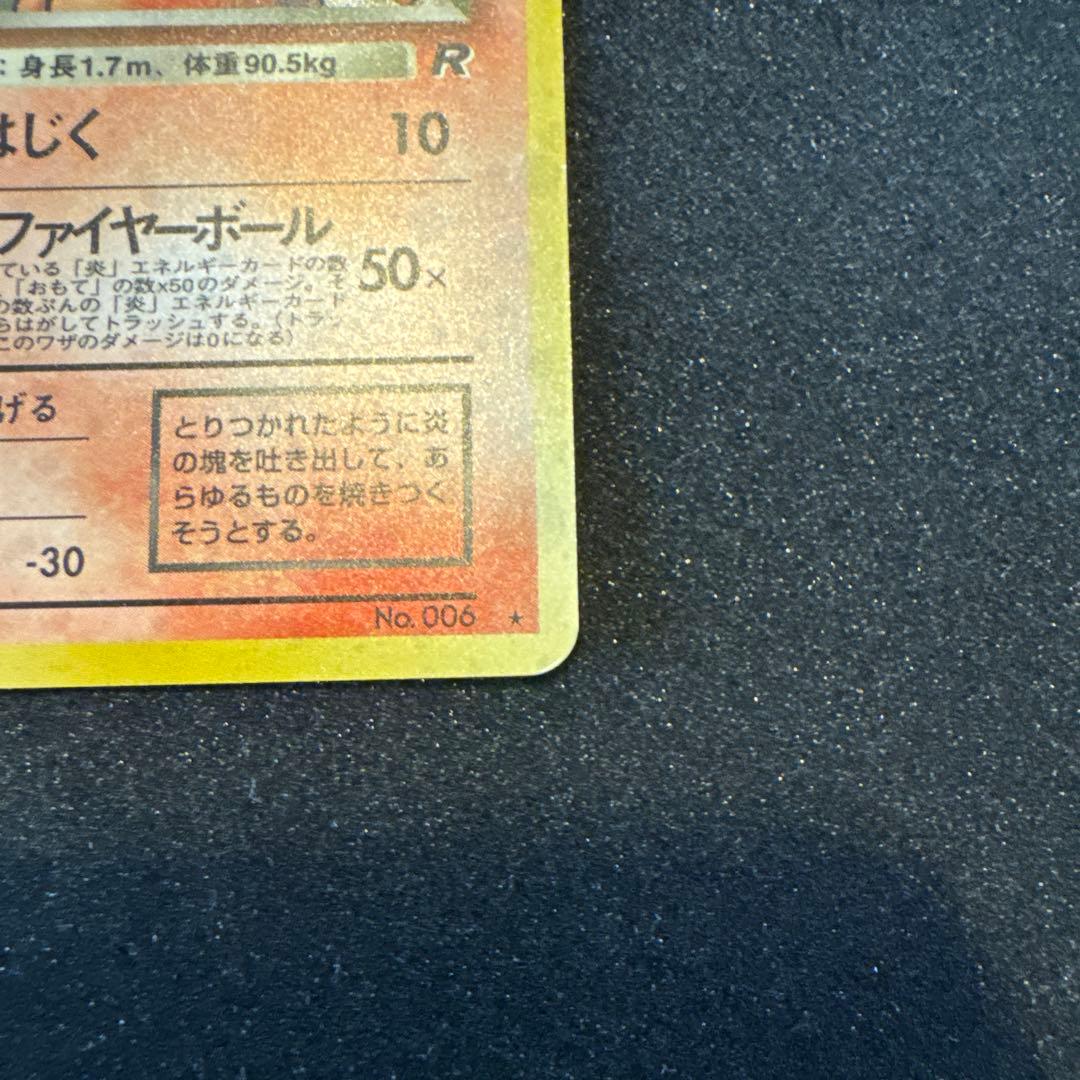 : 身長1.7m、体重90.5kg R
はじく 10
ファイヤーボール
ている「炎」エネルギーカードの数
、「おもて」の数x50のダメージ。そ
50×
の数ぶんの「炎」エネルギーカード
らはがしてトラッシュする。(トラッ
このワザのダメージは0になる)
げる
とりつかれたように炎
の塊を吐き出して、あ
らゆるものを焼きつく
そうとする。
-30
No. 006 ★